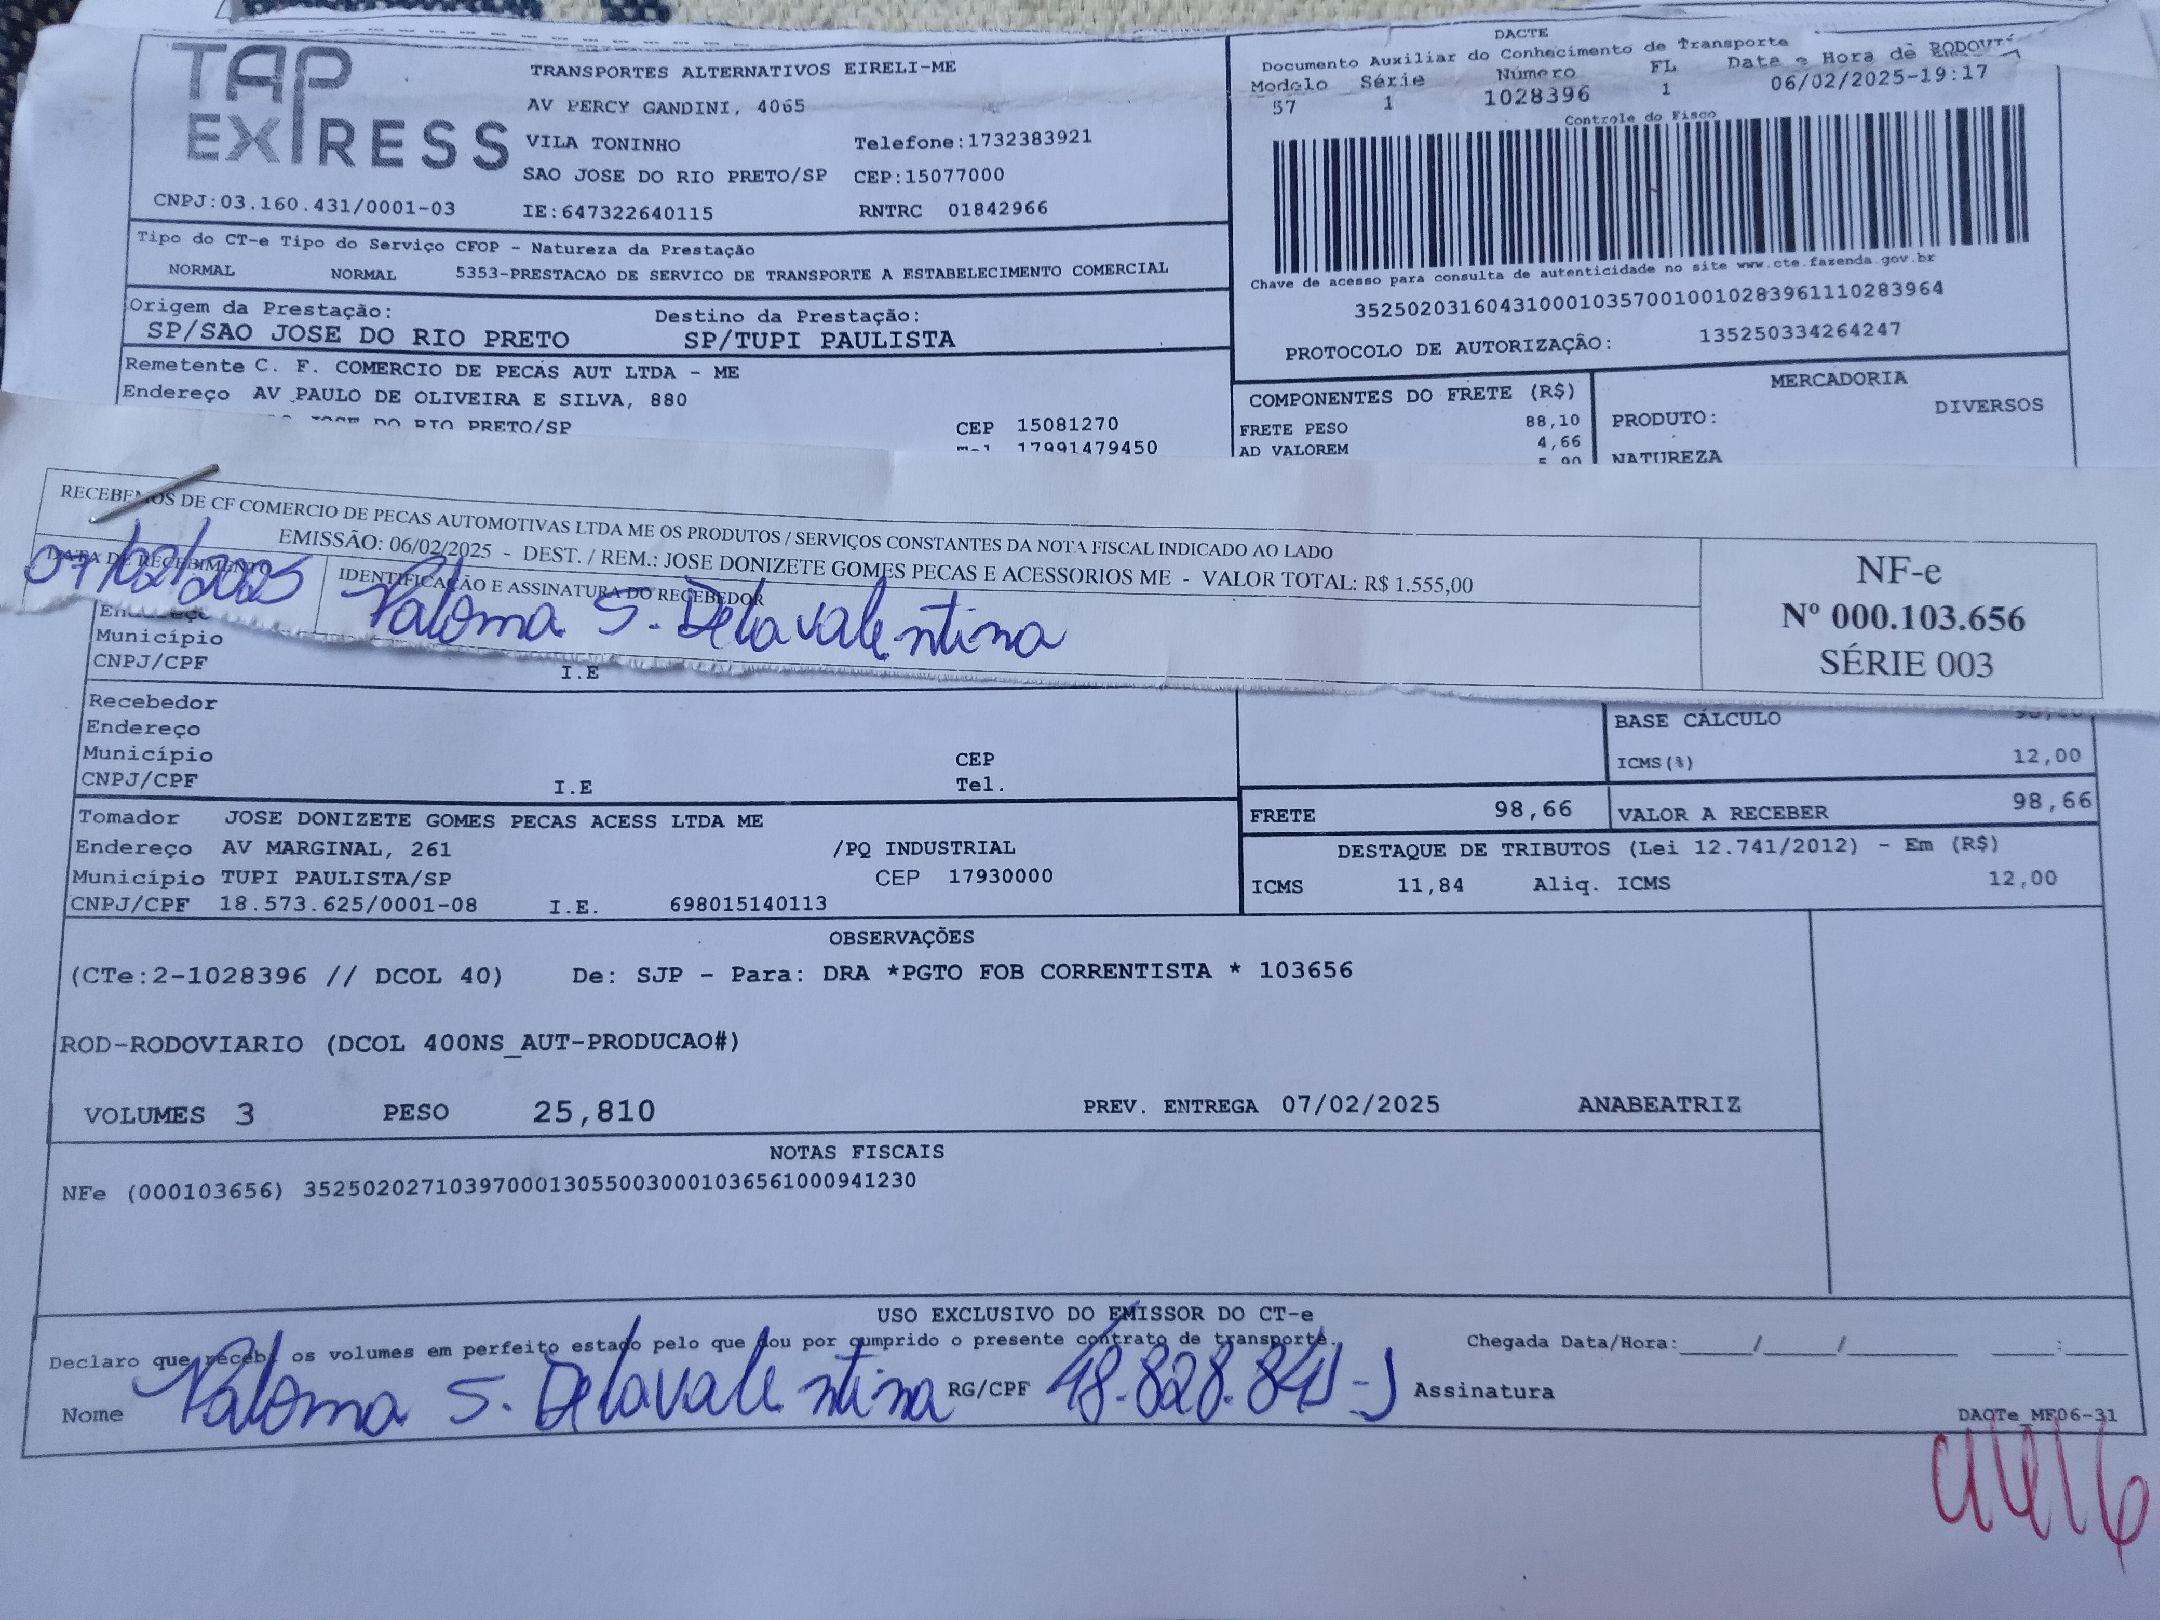 TAP EXPRESS
TRANSPORTES ALTERNATIVOS EIRELI-ME
AV PERCY GANDINI, 4065
VILA TONINHO Telefone:1732383921
SAO JOSE DO RIO PRETO/SP CEP:15077000
CNPJ:03.160.431/0001-03 IE:647322640115 RNTRC 01842966
DACTE
Documento Auxiliar do Conhecimento de Transporte
Modelo Série Número FL Data e Hora de
57 1 1028396 1 06/02/2025-19:17
Controle do Fisco
Chave de acesso para consulta de autenticidade no site www.cte.fazenda.gov.br
35250203160431000103570010010283961110283964
PROTOCOLO DE AUTORIZAÇÃO: 135250334264247
Tipo do CT-e Tipo do Serviço CFOP - Natureza da Prestação
NORMAL NORMAL 5353-PRESTACAO DE SERVICO DE TRANSPORTE A ESTABELECIMENTO COMERCIAL
Origem da Prestação: Destino da Prestação:
SP/SAO JOSE DO RIO PRETO SP/TUPI PAULISTA
Remetente C. F. COMERCIO DE PECAS AUT LTDA - ME
Endereço AV PAULO DE OLIVEIRA E SILVA, 880
DO RIO PRETO/SP CEP 15081270
17991479450
COMPONENTES DO FRETE (R$)
FRETE PESO 88,10
AD VALOREM 4,66
MERCADORIA
PRODUTO: DIVERSOS
NATUREZA
RECEBEMOS DE CF COMERCIO DE PECAS AUTOMOTIVAS LTDA ME OS PRODUTOS / SERVIÇOS CONSTANTES DA NOTA FISCAL INDICADO AO LADO
EMISSÃO: 06/02/2025 - DEST. / REM.: JOSE DONIZETE GOMES PECAS E ACESSORIOS ME - VALOR TOTAL: R$ 1.555,00
DATA DE RECEBIMENTO IDENTIFICAÇÃO E ASSINATURA DO RECEBEDOR
07/02/2025 Paloma S. Delavalentina
NF-e
Nº 000.103.656
SÉRIE 003
Endereço
Município
CNPJ/CPF I.E
Recebedor
Endereço
Município CEP
CNPJ/CPF I.E Tel.
BASE CÁLCULO
ICMS(%) 12,00
FRETE 98,66 VALOR A RECEBER 98,66
Tomador JOSE DONIZETE GOMES PECAS ACESS LTDA ME
Endereço AV MARGINAL, 261 /PQ INDUSTRIAL
Município TUPI PAULISTA/SP CEP 17930000
CNPJ/CPF 18.573.625/0001-08 I.E. 698015140113
DESTAQUE DE TRIBUTOS (Lei 12.741/2012) - Em (R$)
ICMS 11,84 Aliq. ICMS 12,00
OBSERVAÇÕES
(CTe:2-1028396 // DCOL 40) De: SJP - Para: DRA *PGTO FOB CORRENTISTA * 103656
ROD-RODOVIARIO (DCOL 400NS_AUT-PRODUCAO#)
VOLUMES 3 PESO 25,810 PREV. ENTREGA 07/02/2025 ANABEATRIZ
NOTAS FISCAIS
NFe (000103656) 35250202710397000130550030001036561000941230
USO EXCLUSIVO DO EMISSOR DO CT-e
Declaro que recebi os volumes em perfeito estado pelo que dou por cumprido o presente contrato de transporte. Chegada Data/Hora:_____/_____/_______ ____:____
Nome Paloma S. Delavalentina RG/CPF Assinatura
DACTe_MF06-31